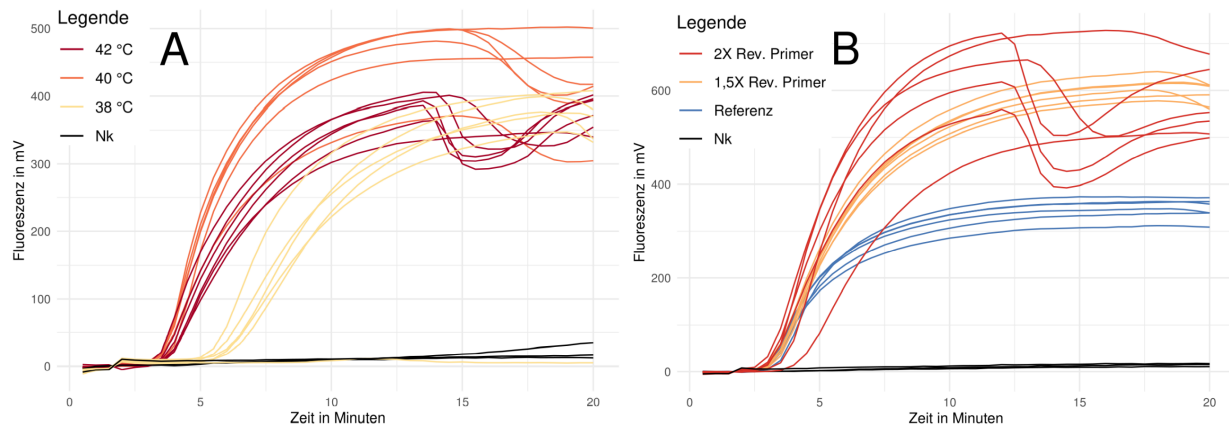 Legende
A
42 °C
40 °C
38 °C
Nk
Fluoreszenz in mV
500
400
300
200
100
0
0
5
10
15
20
Zeit in Minuten
Legende
B
2X Rev. Primer
1,5X Rev. Primer
Referenz
Nk
Fluoreszenz in mV
600
400
200
0
0
5
10
15
20
Zeit in Minuten